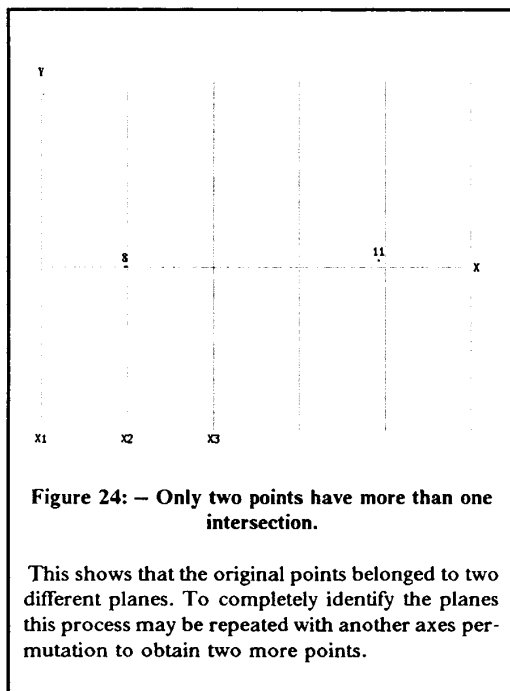 Y
8
11
X
X1 X2 X3
Figure 24: – Only two points have more than one
intersection.
This shows that the original points belonged to two
different planes. To completely identify the planes
this process may be repeated with another axes per-
mutation to obtain two more points.